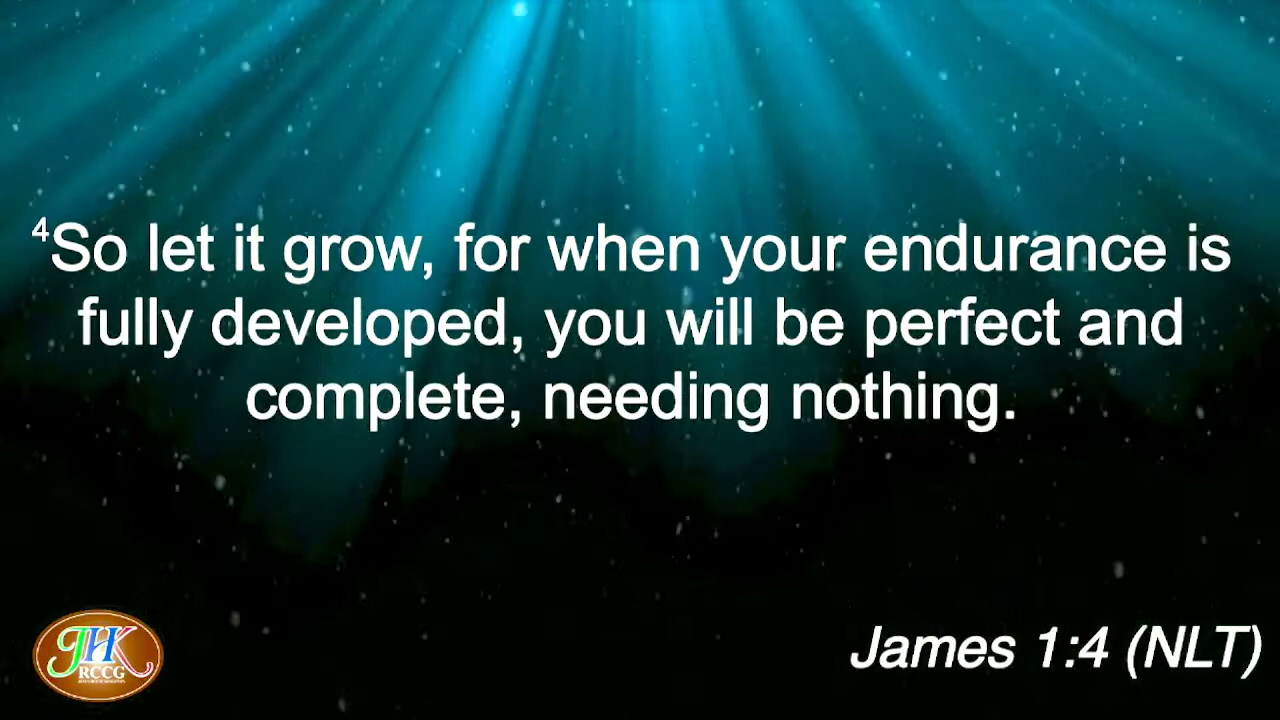 ⁴So let it grow, for when your endurance is
fully developed, you will be perfect and
complete, needing nothing.
James 1:4 (NLT)
JHK
RCCG